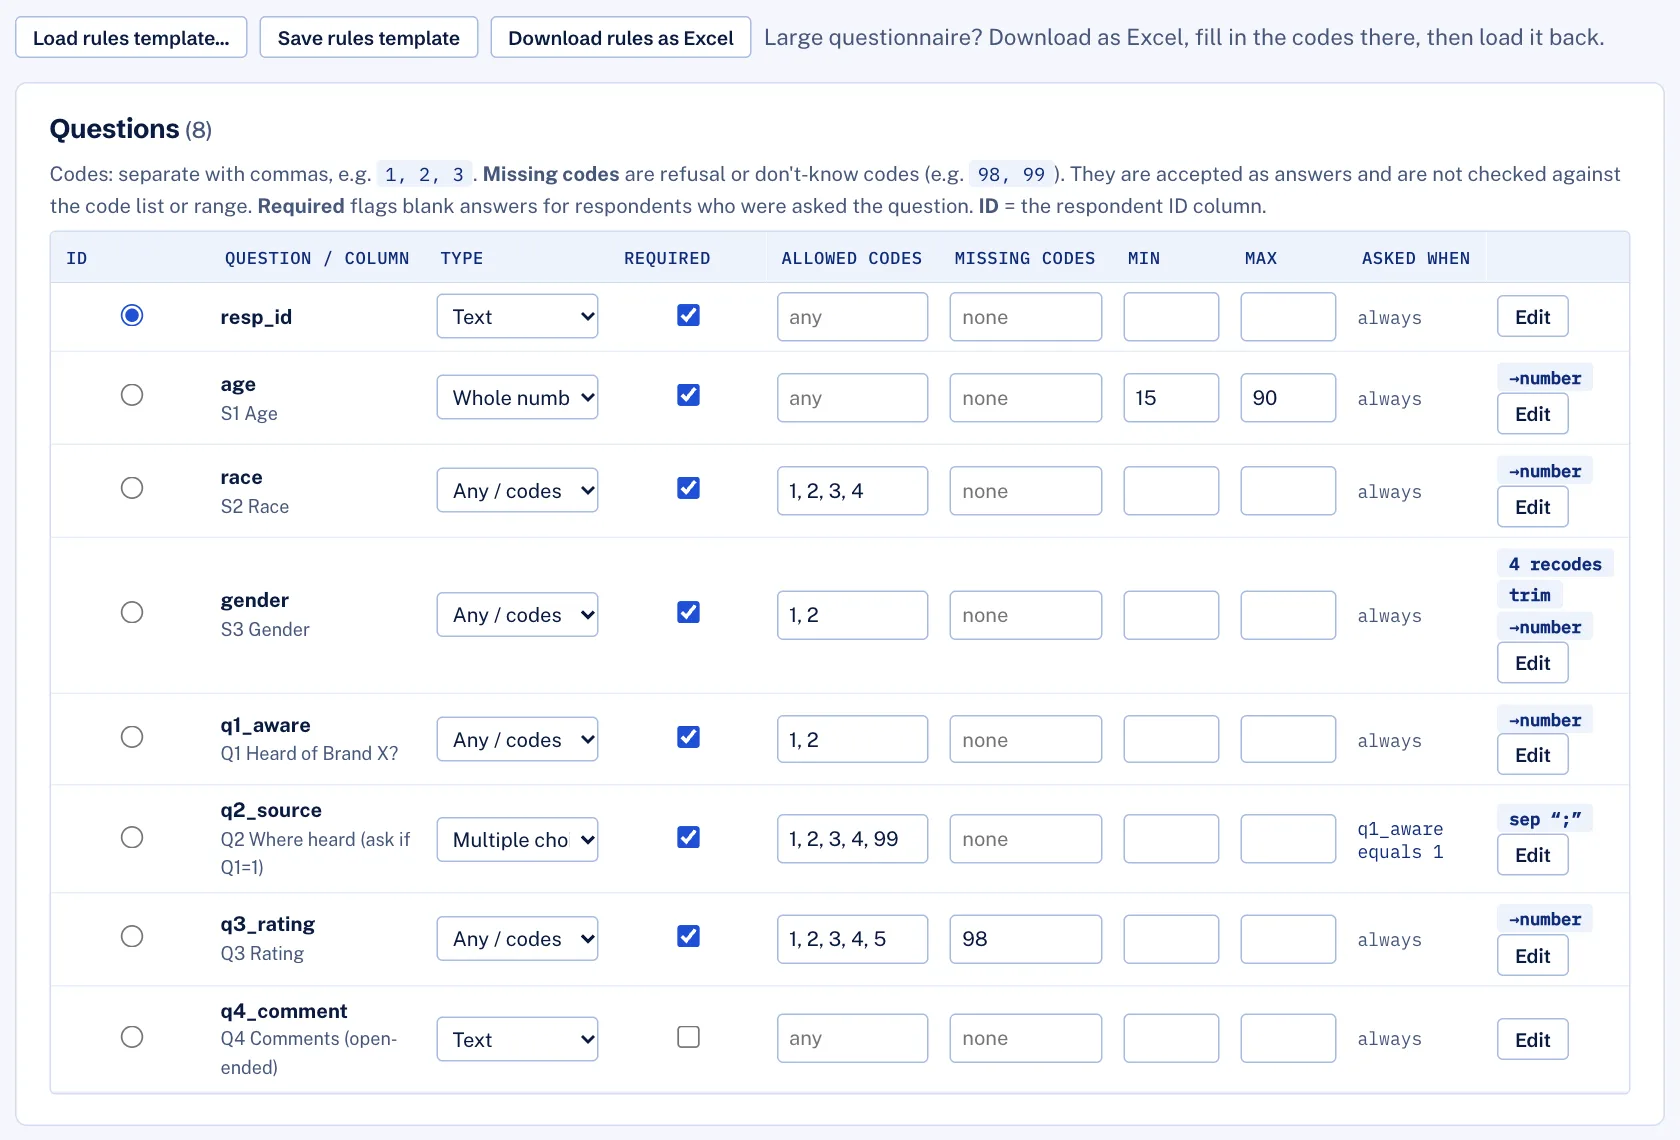 Load rules template... Save rules template Download rules as Excel Large questionnaire? Download as Excel, fill in the codes there, then load it back.
Questions (8)
Codes: separate with commas, e.g. 1, 2, 3 . Missing codes are refusal or don't-know codes (e.g. 98, 99 ). They are accepted as answers and are not checked against
the code list or range. Required flags blank answers for respondents who were asked the question. ID = the respondent ID column.
ID QUESTION / COLUMN TYPE REQUIRED ALLOWED CODES MISSING CODES MIN MAX ASKED WHEN
resp_id Text any none always Edit
→number
age
S1 Age
Whole numb any none 15 90 always
Edit
→number
race
S2 Race
Any / codes 1, 2, 3, 4 none always
Edit
4 recodes
trim
→number
gender
S3 Gender
Any / codes 1, 2 none always
Edit
→number
q1_aware
Q1 Heard of Brand X?
Any / codes 1, 2 none always
Edit
q2_source
Q2 Where heard (ask if
Q1=1)
Multiple choi 1, 2, 3, 4, 99 none
q1_aware
equals 1
sep “;”
Edit
→number
q3_rating
Q3 Rating
Any / codes 1, 2, 3, 4, 5 98 always
Edit
q4_comment
Q4 Comments (open-
ended)
Text any none always Edit